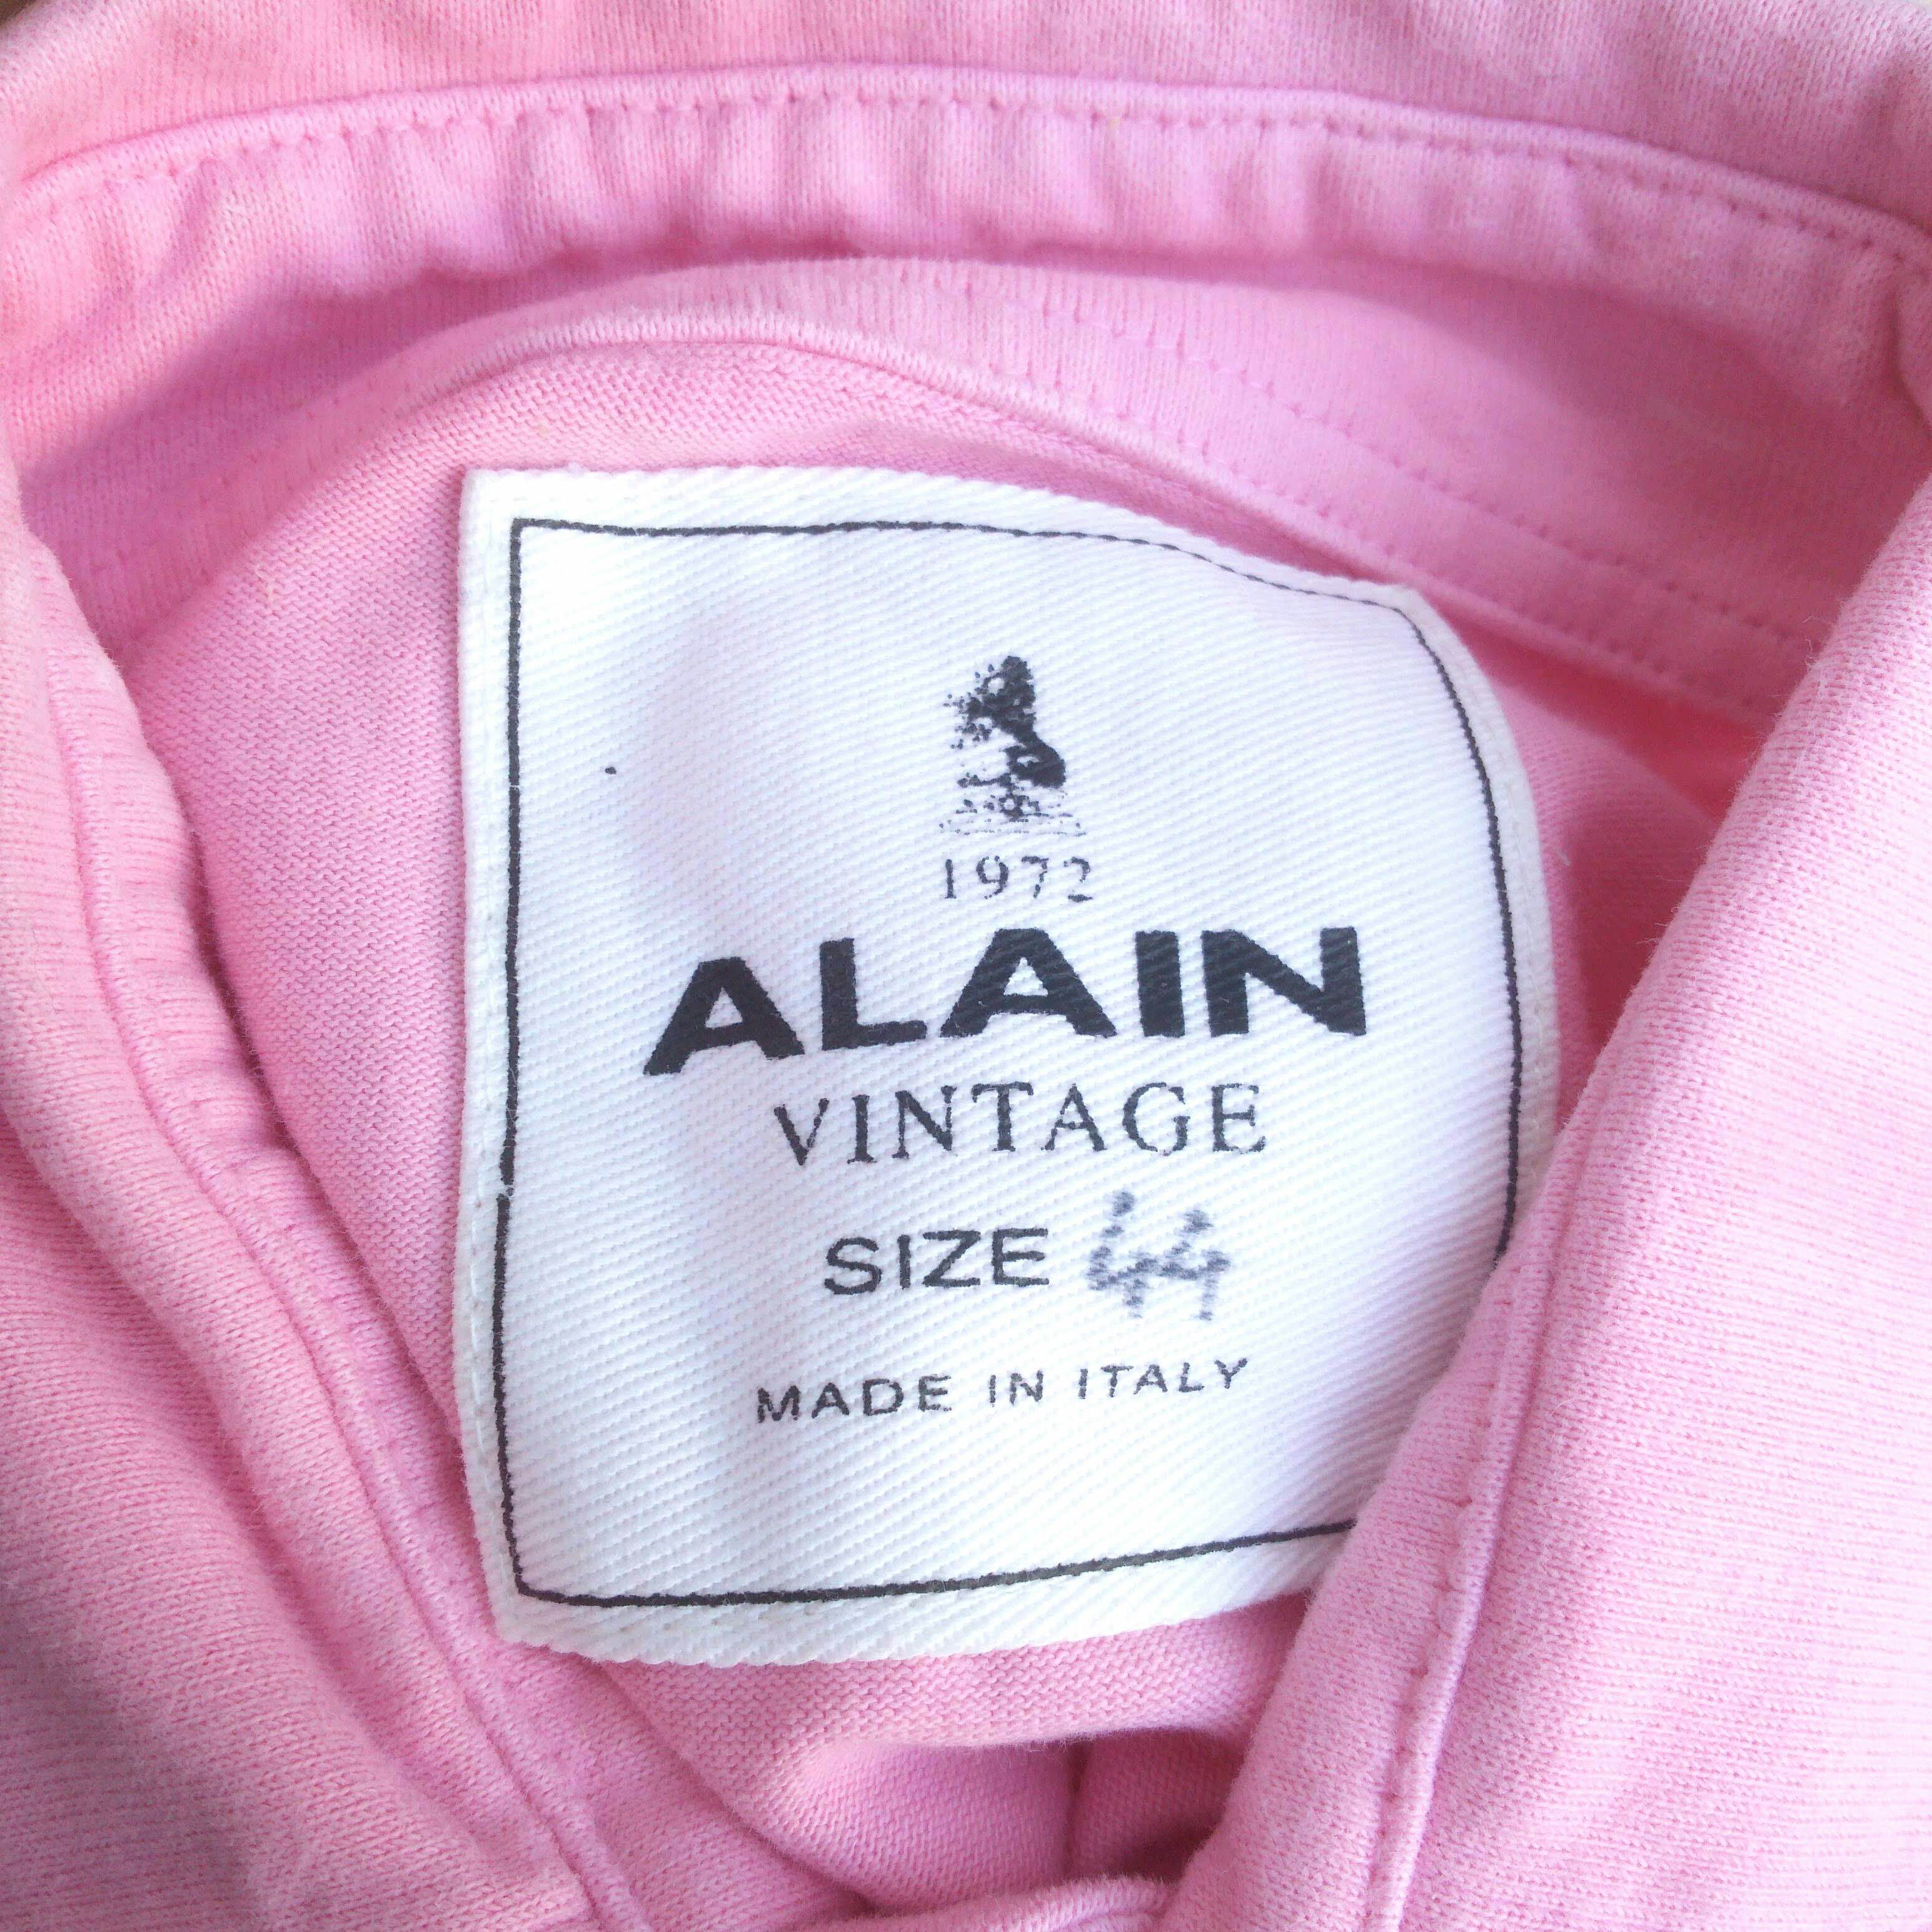 1972
ALAIN
VINTAGE
SIZE 44
MADE IN ITALY